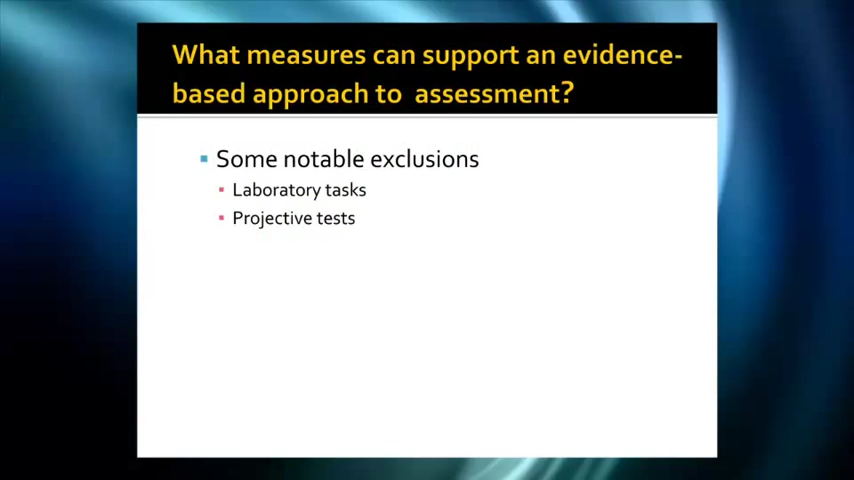 What measures can support an evidence-
based approach to assessment?
Some notable exclusions
Laboratory tasks
Projective tests